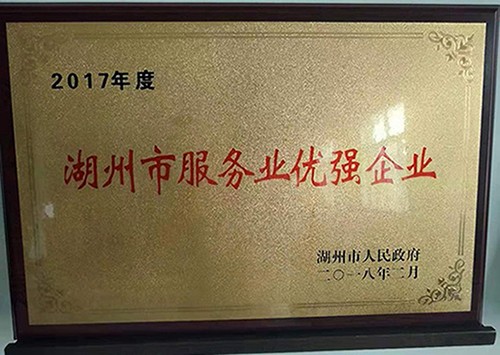 2017年度
湖州市服务业优强企业
湖州市人民政府
二〇一八年二月